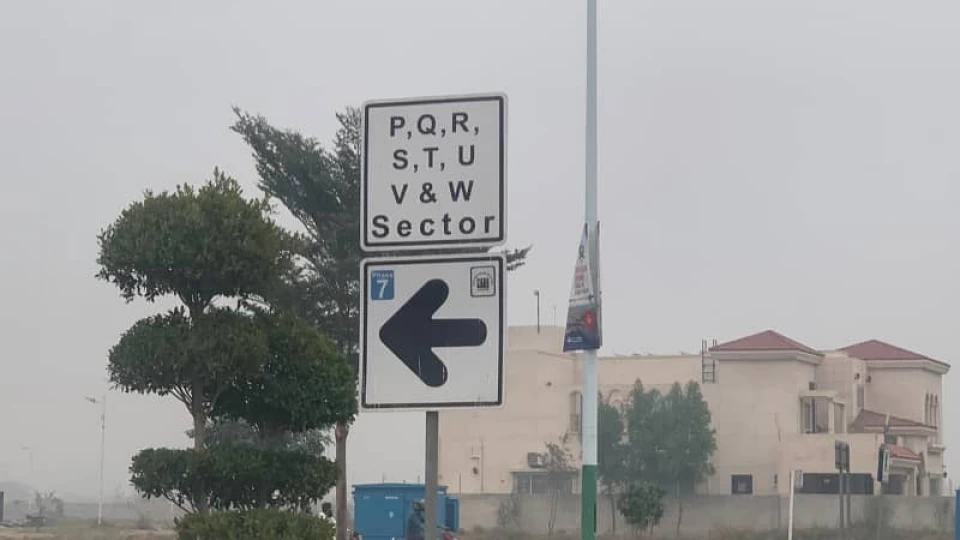 P,Q,R,
S,T, U
V & W
Sector
PHASE
7